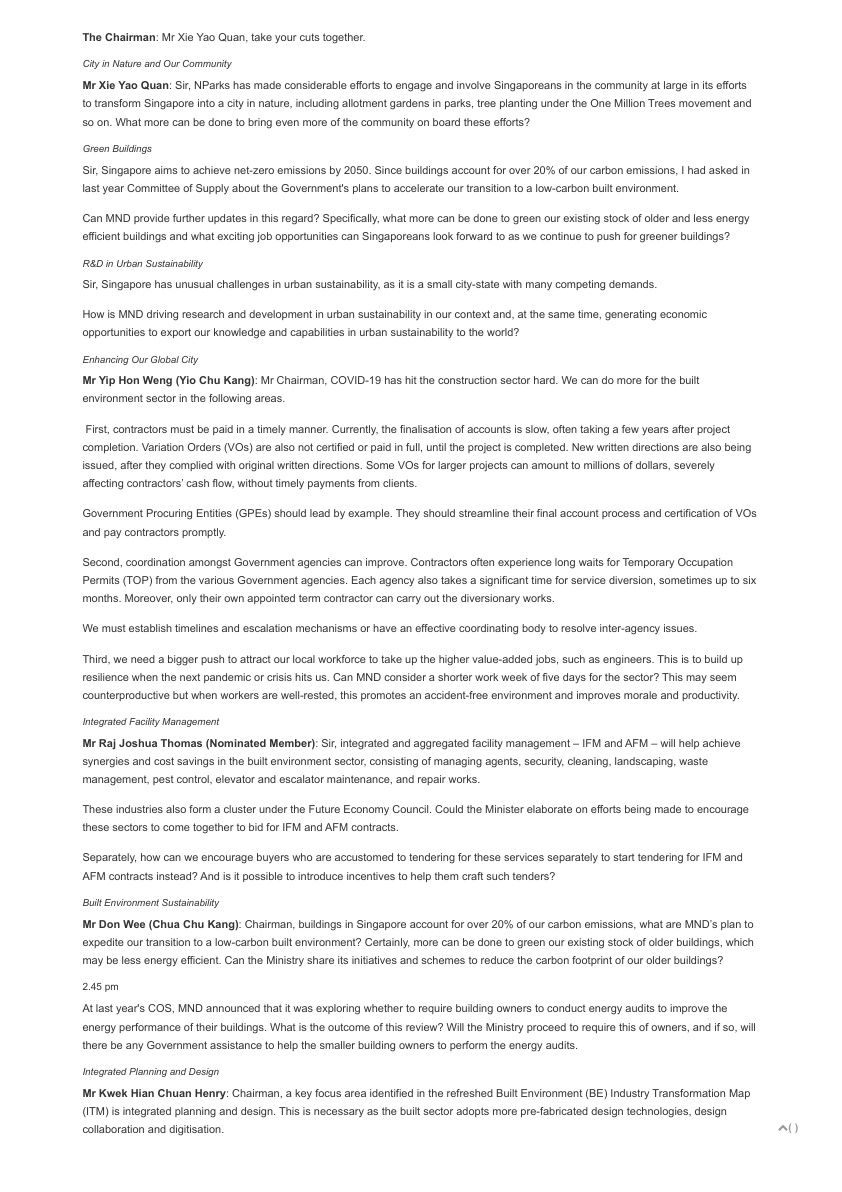 The Chairman: Mr Xie Yao Quan, take your cuts together.
City in Nature and Our Community
Mr Xie Yao Quan: Sir, NParks has made considerable efforts to engage and involve Singaporeans in the community at large in its efforts
to transform Singapore into a city in nature, including allotment gardens in parks, tree planting under the One Million Trees movement and
so on. What more can be done to bring even more of the community on board these efforts?
Green Buildings
Sir, Singapore aims to achieve net-zero emissions by 2050. Since buildings account for over 20% of our carbon emissions, I had asked in
last year Committee of Supply about the Government's plans to accelerate our transition to a low-carbon built environment.
Can MND provide further updates in this regard? Specifically, what more can be done to green our existing stock of older and less energy
efficient buildings and what exciting job opportunities can Singaporeans look forward to as we continue to push for greener buildings?
R&D in Urban Sustainability
Sir, Singapore has unusual challenges in urban sustainability, as it is a small city-state with many competing demands.
How is MND driving research and development in urban sustainability in our context and, at the same time, generating economic
opportunities to export our knowledge and capabilities in urban sustainability to the world?
Enhancing Our Global City
Mr Yip Hon Weng (Yio Chu Kang): Mr Chairman, COVID-19 has hit the construction sector hard. We can do more for the built
environment sector in the following areas.
First, contractors must be paid in a timely manner. Currently, the finalisation of accounts is slow, often taking a few years after project
completion. Variation Orders (VOs) are also not certified or paid in full, until the project is completed. New written directions are also being
issued, after they complied with original written directions. Some VOs for larger projects can amount to millions of dollars, severely
affecting contractors’ cash flow, without timely payments from clients.
Government Procuring Entities (GPEs) should lead by example. They should streamline their final account process and certification of VOs
and pay contractors promptly.
Second, coordination amongst Government agencies can improve. Contractors often experience long waits for Temporary Occupation
Permits (TOP) from the various Government agencies. Each agency also takes a significant time for service diversion, sometimes up to six
months. Moreover, only their own appointed term contractor can carry out the diversionary works.
We must establish timelines and escalation mechanisms or have an effective coordinating body to resolve inter-agency issues.
Third, we need a bigger push to attract our local workforce to take up the higher value-added jobs, such as engineers. This is to build up
resilience when the next pandemic or crisis hits us. Can MND consider a shorter work week of five days for the sector? This may seem
counterproductive but when workers are well-rested, this promotes an accident-free environment and improves morale and productivity.
Integrated Facility Management
Mr Raj Joshua Thomas (Nominated Member): Sir, integrated and aggregated facility management – IFM and AFM – will help achieve
synergies and cost savings in the built environment sector, consisting of managing agents, security, cleaning, landscaping, waste
management, pest control, elevator and escalator maintenance, and repair works.
These industries also form a cluster under the Future Economy Council. Could the Minister elaborate on efforts being made to encourage
these sectors to come together to bid for IFM and AFM contracts.
Separately, how can we encourage buyers who are accustomed to tendering for these services separately to start tendering for IFM and
AFM contracts instead? And is it possible to introduce incentives to help them craft such tenders?
Built Environment Sustainability
Mr Don Wee (Chua Chu Kang): Chairman, buildings in Singapore account for over 20% of our carbon emissions, what are MND’s plan to
expedite our transition to a low-carbon built environment? Certainly, more can be done to green our existing stock of older buildings, which
may be less energy efficient. Can the Ministry share its initiatives and schemes to reduce the carbon footprint of our older buildings?
2.45 pm
At last year's COS, MND announced that it was exploring whether to require building owners to conduct energy audits to improve the
energy performance of their buildings. What is the outcome of this review? Will the Ministry proceed to require this of owners, and if so, will
there be any Government assistance to help the smaller building owners to perform the energy audits.
Integrated Planning and Design
Mr Kwek Hian Chuan Henry: Chairman, a key focus area identified in the refreshed Built Environment (BE) Industry Transformation Map
(ITM) is integrated planning and design. This is necessary as the built sector adopts more pre-fabricated design technologies, design
collaboration and digitisation.
( )